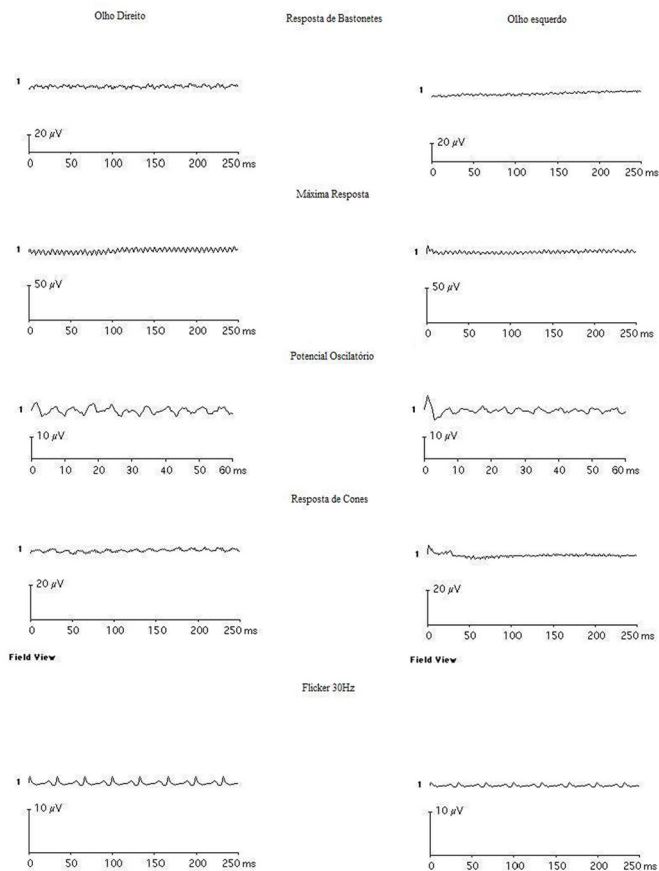 Olho Direito Resposta de Bastonetes Olho esquerdo
1 1
20 µV 20 µV
0 50 100 150 200 250 ms 0 50 100 150 200 250 ms
Máxima Resposta
1 1
50 µV 50 µV
0 50 100 150 200 250 ms 0 50 100 150 200 250 ms
Potencial Oscilatório
1 1
10 µV 10 µV
0 10 20 30 40 50 60 ms 0 10 20 30 40 50 60 ms
Resposta de Cones
1 1
20 µV 20 µV
0 50 100 150 200 250 ms 0 50 100 150 200 250 ms
Field View Field View
Flicker 30Hz
1 1
10 µV 10 µV
0 50 100 150 200 250 ms 0 50 100 150 200 250 ms